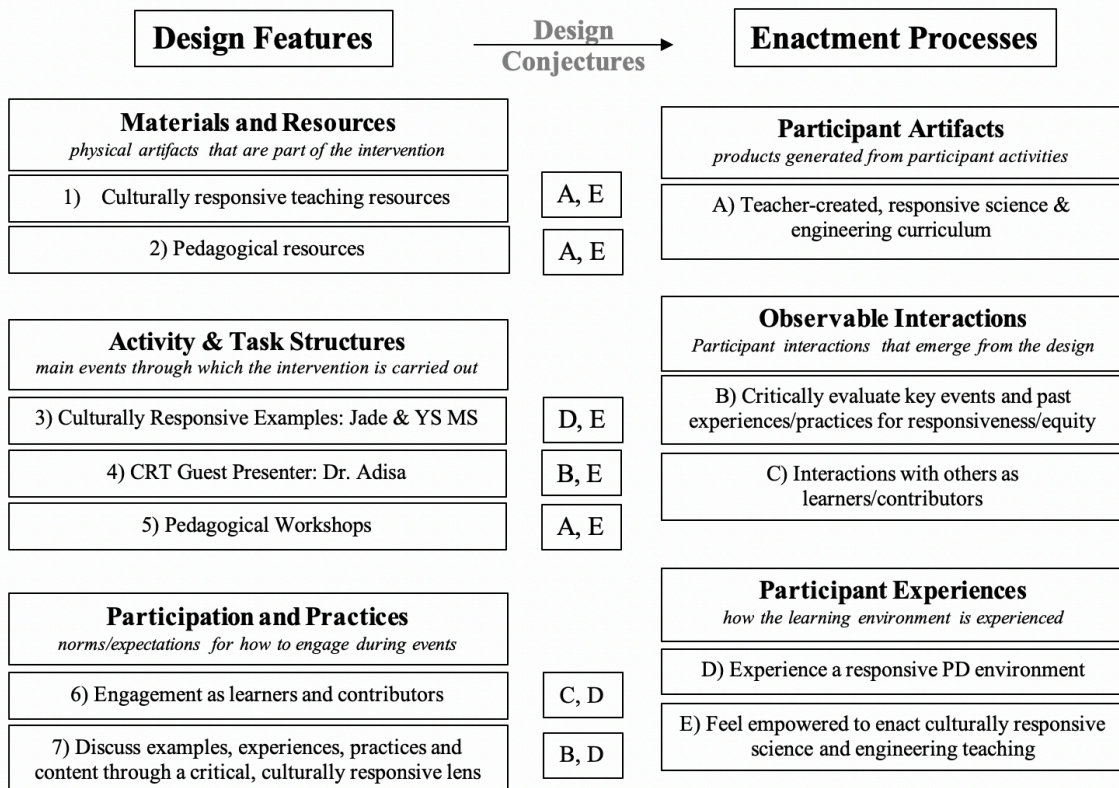 Design Features
Design
Conjectures
Enactment Processes
Materials and Resources
physical artifacts that are part of the intervention
1) Culturally responsive teaching resources
A, E
2) Pedagogical resources
A, E
Activity & Task Structures
main events through which the intervention is carried out
3) Culturally Responsive Examples: Jade & YS MS
D, E
4) CRT Guest Presenter: Dr. Adisa
B, E
5) Pedagogical Workshops
A, E
Participation and Practices
norms/expectations for how to engage during events
6) Engagement as learners and contributors
C, D
7) Discuss examples, experiences, practices and
content through a critical, culturally responsive lens
B, D
Participant Artifacts
products generated from participant activities
A) Teacher-created, responsive science &
engineering curriculum
Observable Interactions
Participant interactions that emerge from the design
B) Critically evaluate key events and past
experiences/practices for responsiveness/equity
C) Interactions with others as
learners/contributors
Participant Experiences
how the learning environment is experienced
D) Experience a responsive PD environment
E) Feel empowered to enact culturally responsive
science and engineering teaching